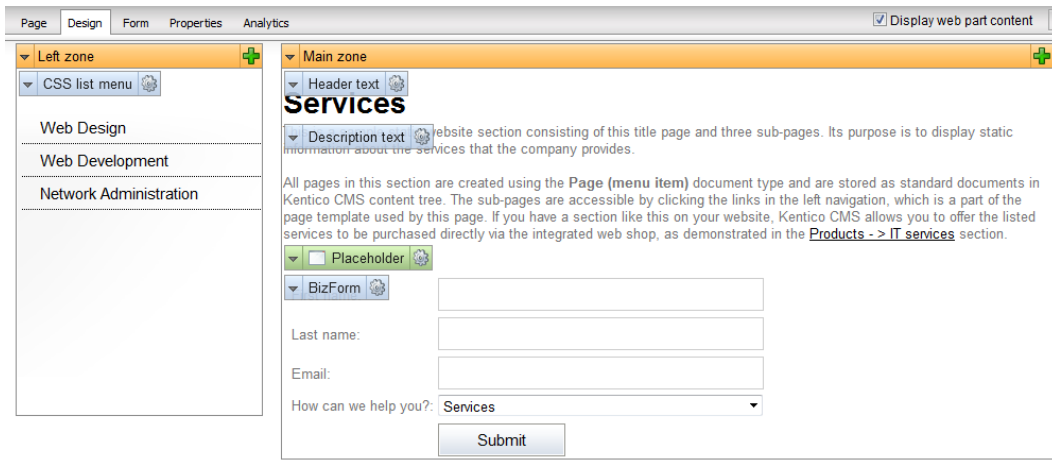 Page Design Form Properties Analytics Display web part content
Left zone
CSS list menu
Web Design
Web Development
Network Administration
Main zone
Header text
Services
Description text ebsite section consisting of this title page and three sub-pages. Its purpose is to display static
information about the services that the company provides.
All pages in this section are created using the Page (menu item) document type and are stored as standard documents in
Kentico CMS content tree. The sub-pages are accessible by clicking the links in the left navigation, which is a part of the
page template used by this page. If you have a section like this on your website, Kentico CMS allows you to offer the listed
services to be purchased directly via the integrated web shop, as demonstrated in the Products - > IT services section.
Placeholder
BizForm
Last name:
Email:
How can we help you?: Services
Submit